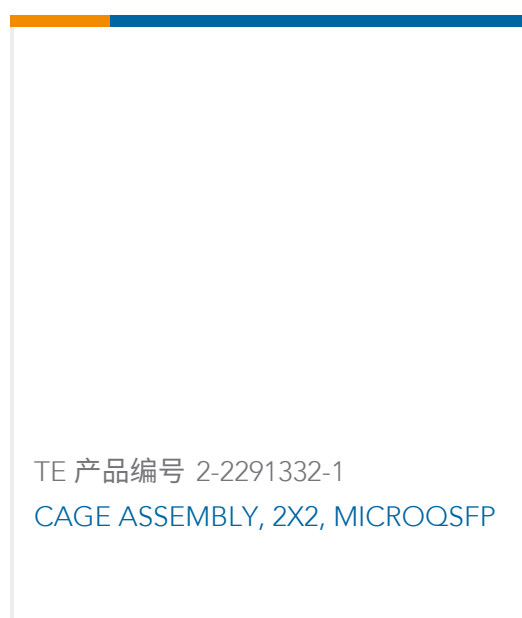 TE 产品编号 2-2291332-1
CAGE ASSEMBLY, 2X2, MICROQSFP